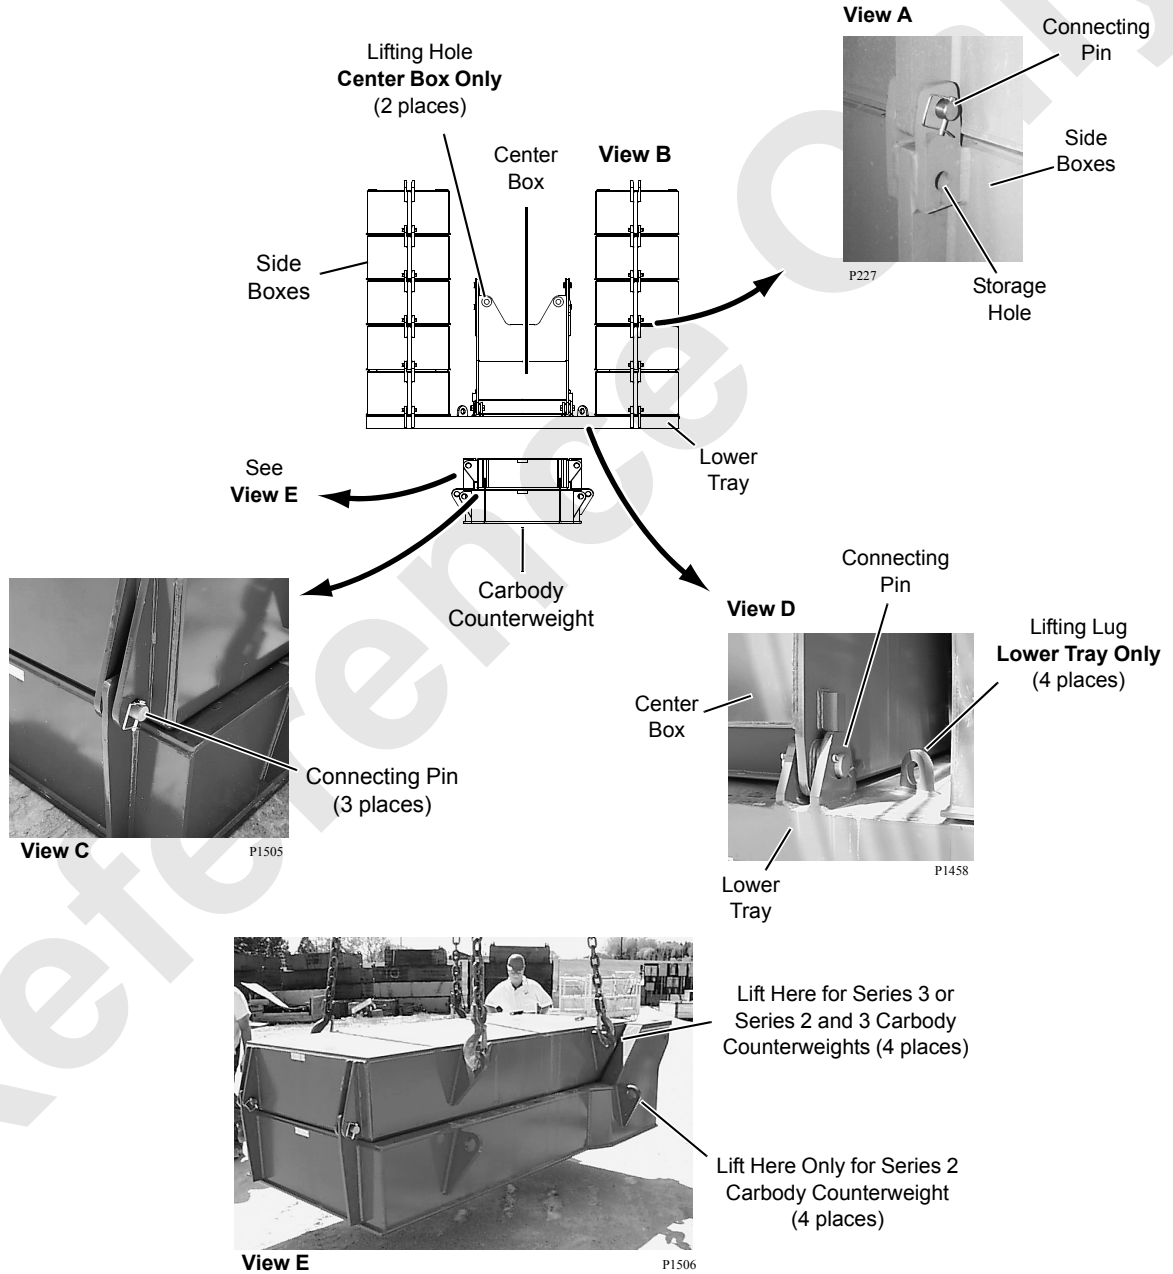 View A
Connecting
Pin
Side
Boxes
Storage
Hole
P227
Lifting Hole
Center Box Only
(2 places)
Center
Box
View B
Side
Boxes
Lower
Tray
See
View E
Carbody
Counterweight
Connecting Pin
(3 places)
View C
P1505
View D
Connecting
Pin
Lifting Lug
Lower Tray Only
(4 places)
Center
Box
Lower
Tray
P1458
Lift Here for Series 3 or
Series 2 and 3 Carbody
Counterweights (4 places)
Lift Here Only for Series 2
Carbody Counterweight
(4 places)
View E
P1506
Reference Only